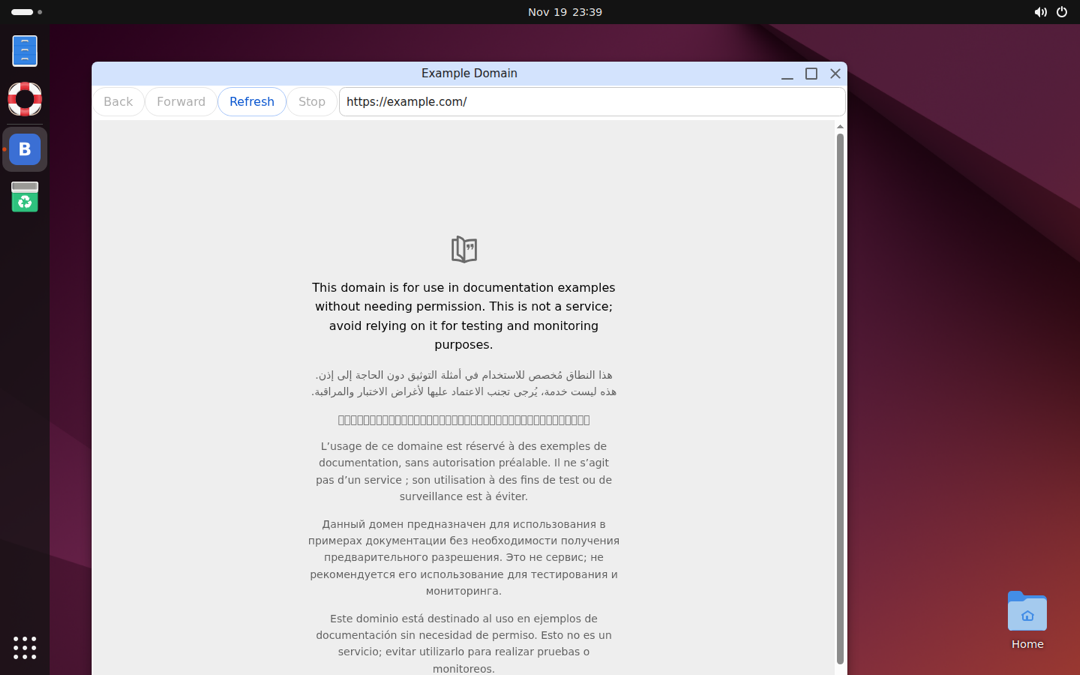 Nov 19 23:39
Example Domain
Back Forward Refresh Stop https://example.com/
This domain is for use in documentation examples
without needing permission. This is not a service;
avoid relying on it for testing and monitoring
purposes.
هذا النطاق مُخصص للاستخدام في أمثلة التوثيق دون الحاجة إلى إذن.
هذه ليست خدمة، يُرجى تجنب الاعتماد عليها لأغراض الاختبار والمراقبة.
L’usage de ce domaine est réservé à des exemples de
documentation, sans autorisation préalable. Il ne s’agit
pas d’un service ; son utilisation à des fins de test ou de
surveillance est à éviter.
Данный домен предназначен для использования в
примерах документации без необходимости получения
предварительного разрешения. Это не сервис; не
рекомендуется его использование для тестирования и
мониторинга.
Este dominio está destinado al uso en ejemplos de
documentación sin necesidad de permiso. Esto no es un
servicio; evitar utilizarlo para realizar pruebas o
monitoreos.
B
Home